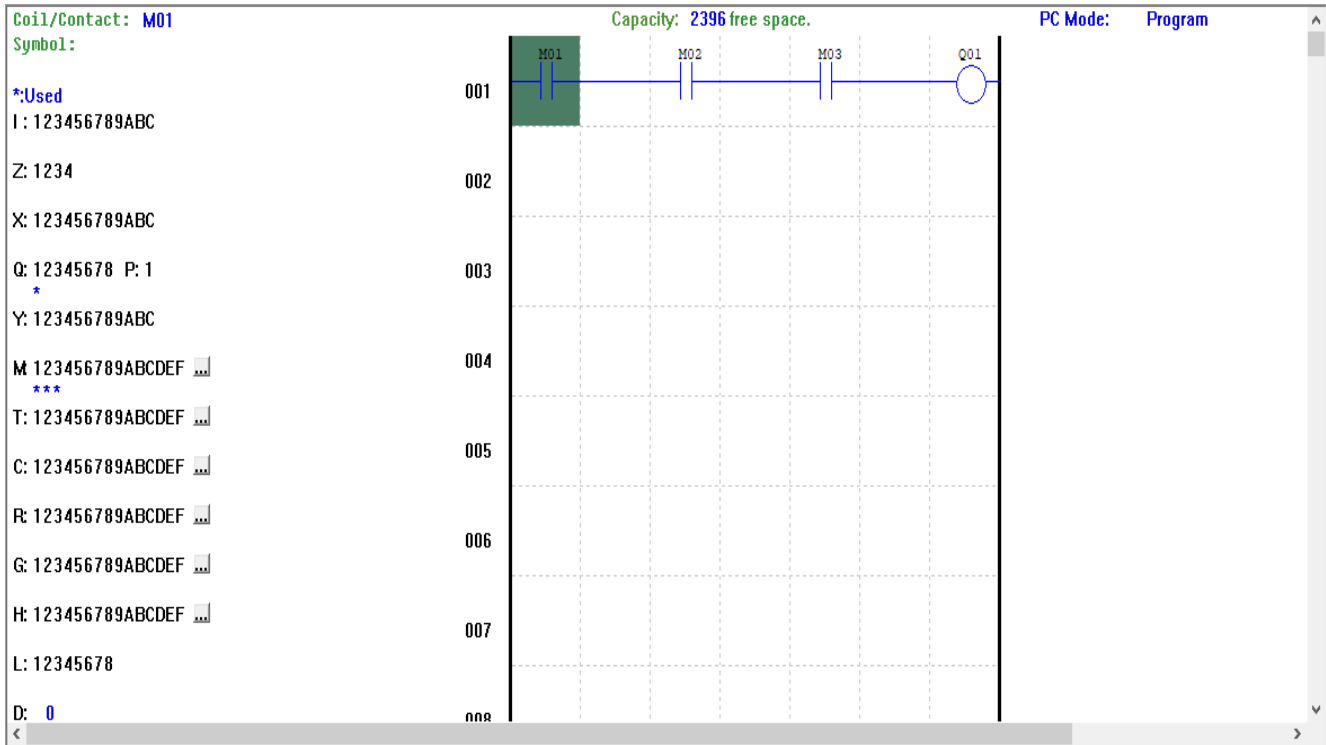 Coil/Contact: M01 Capacity: 2396 free space. PC Mode: Program
Symbol:
M01 M02 M03 Q01
*:Used
001
I : 123456789ABC
Z: 1234
002
X: 123456789ABC
Q: 12345678 P: 1
003
*
Y: 123456789ABC
M: 123456789ABCDEF ...
004
***
T: 123456789ABCDEF ...
005
C: 123456789ABCDEF ...
R: 123456789ABCDEF ...
006
G: 123456789ABCDEF ...
H: 123456789ABCDEF ...
007
L: 12345678
D: 0
008